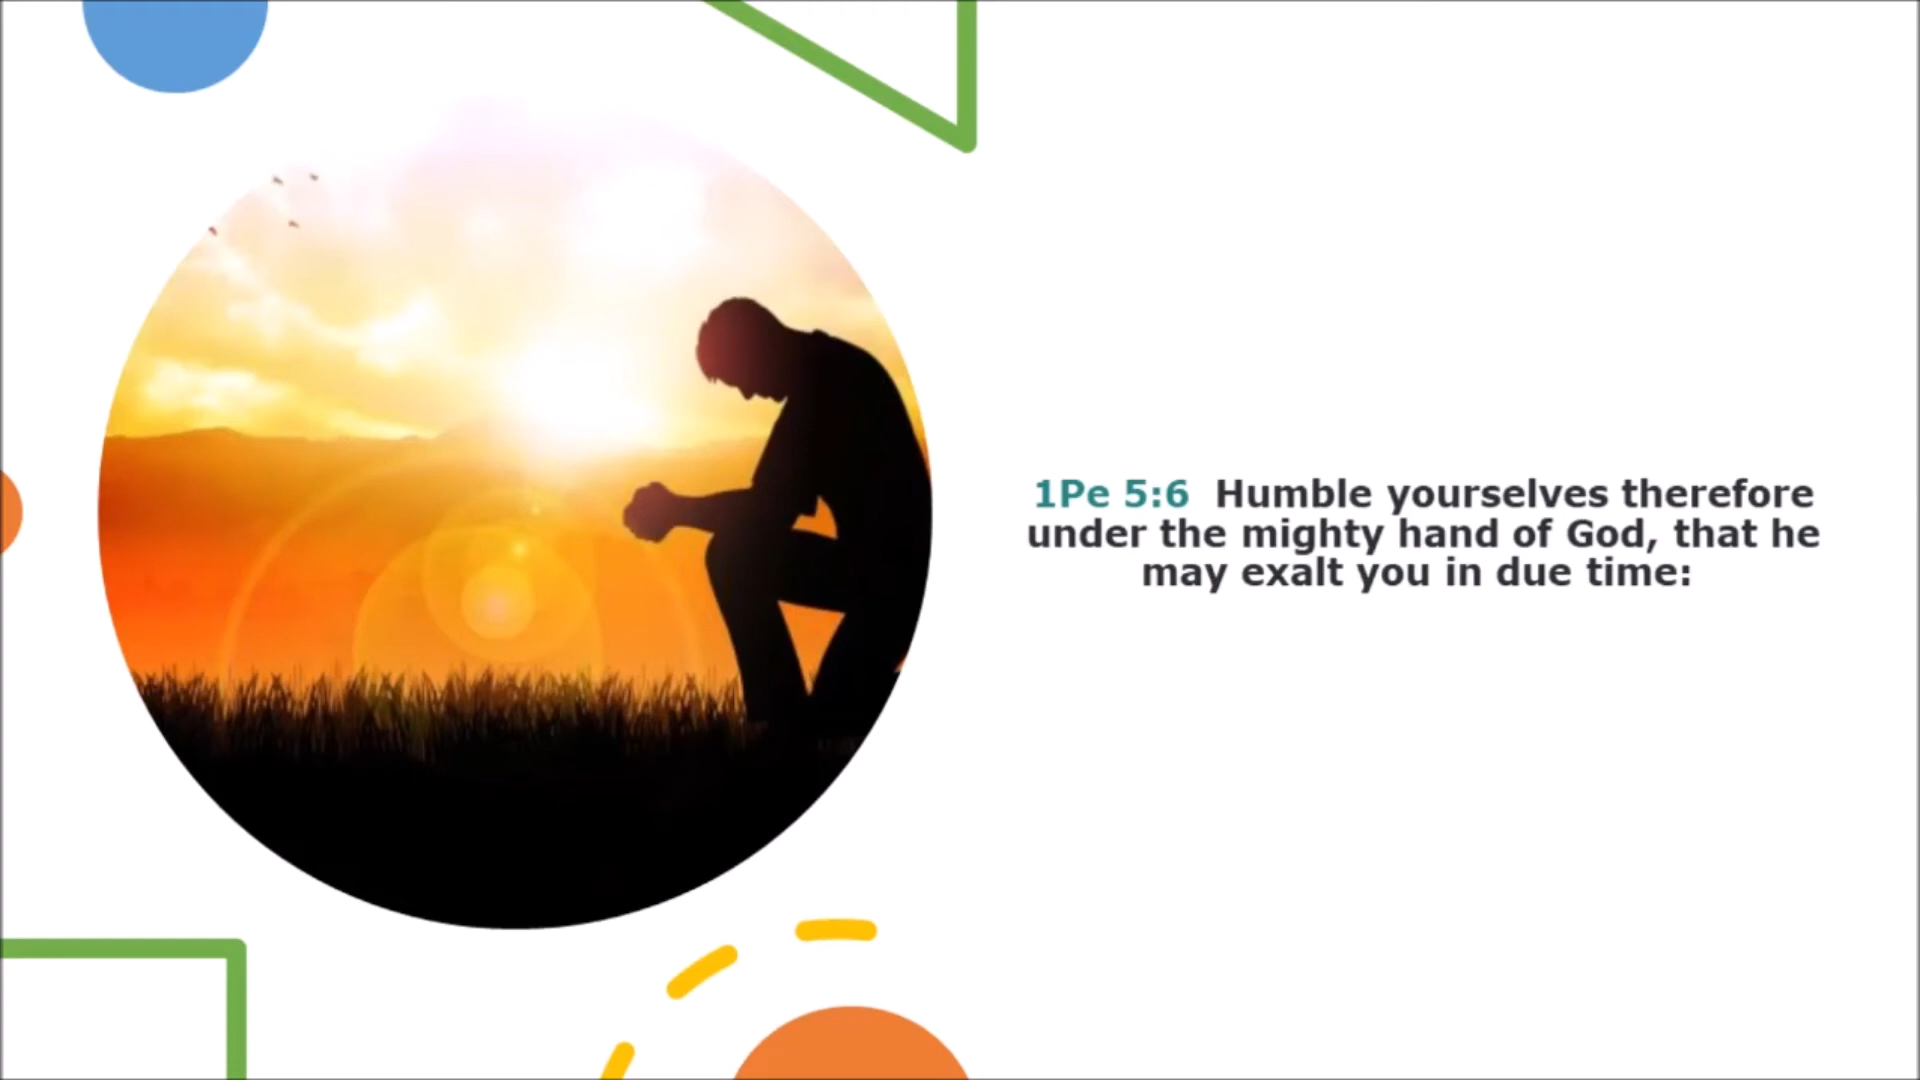 1Pe 5:6  Humble yourselves therefore
under the mighty hand of God, that he
may exalt you in due time: